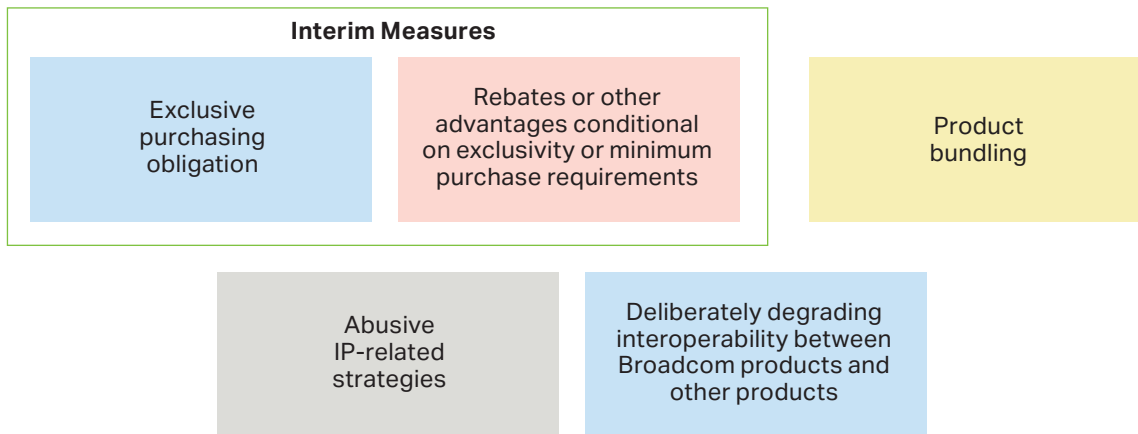 Interim Measures
Exclusive
purchasing
obligation
Rebates or other
advantages conditional
on exclusivity or minimum
purchase requirements
Product
bundling
Abusive
IP-related
strategies
Deliberately degrading
interoperability between
Broadcom products and
other products